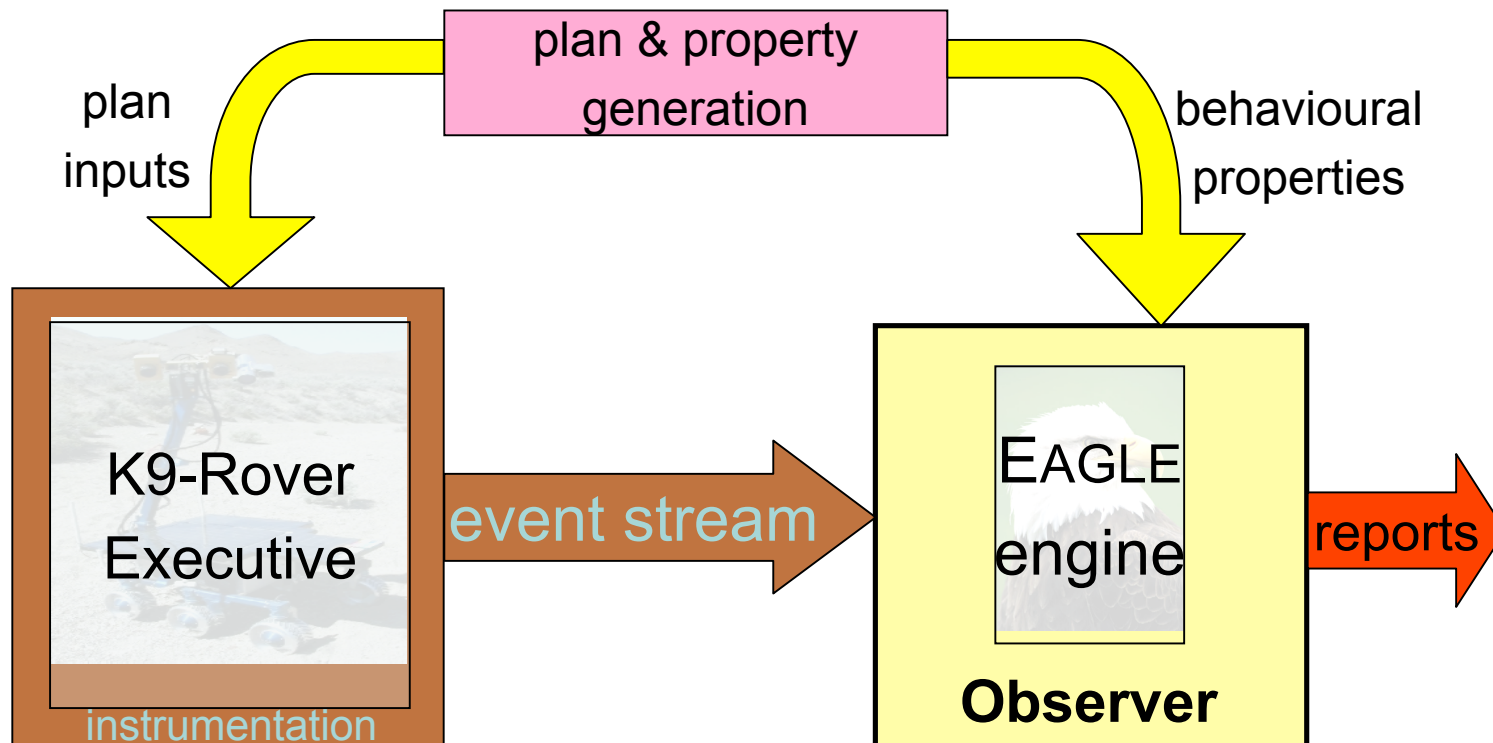 plan & property
generation
plan
inputs
behavioural
properties
K9-Rover
Executive
event stream
EAGLE
engine
reports
instrumentation
Observer